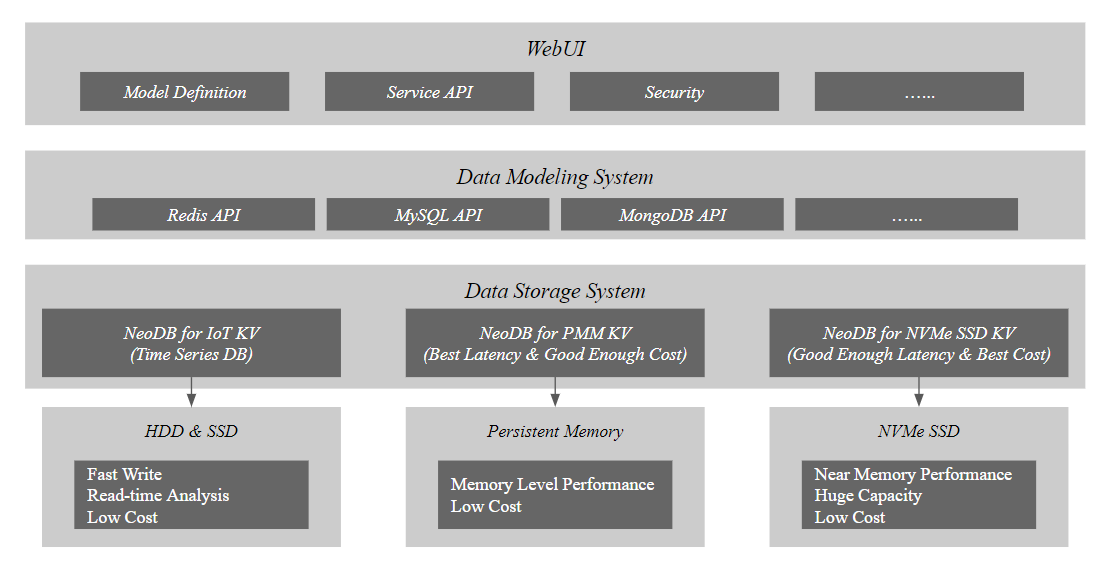 WebUI
Model Definition
Service API
Security
…...
Data Modeling System
Redis API
MySQL API
MongoDB API
…...
Data Storage System
NeoDB for IoT KV
(Time Series DB)
NeoDB for PMM KV
(Best Latency & Good Enough Cost)
NeoDB for NVMe SSD KV
(Good Enough Latency & Best Cost)
HDD & SSD
Fast Write
Read-time Analysis
Low Cost
Persistent Memory
Memory Level Performance
Low Cost
NVMe SSD
Near Memory Performance
Huge Capacity
Low Cost